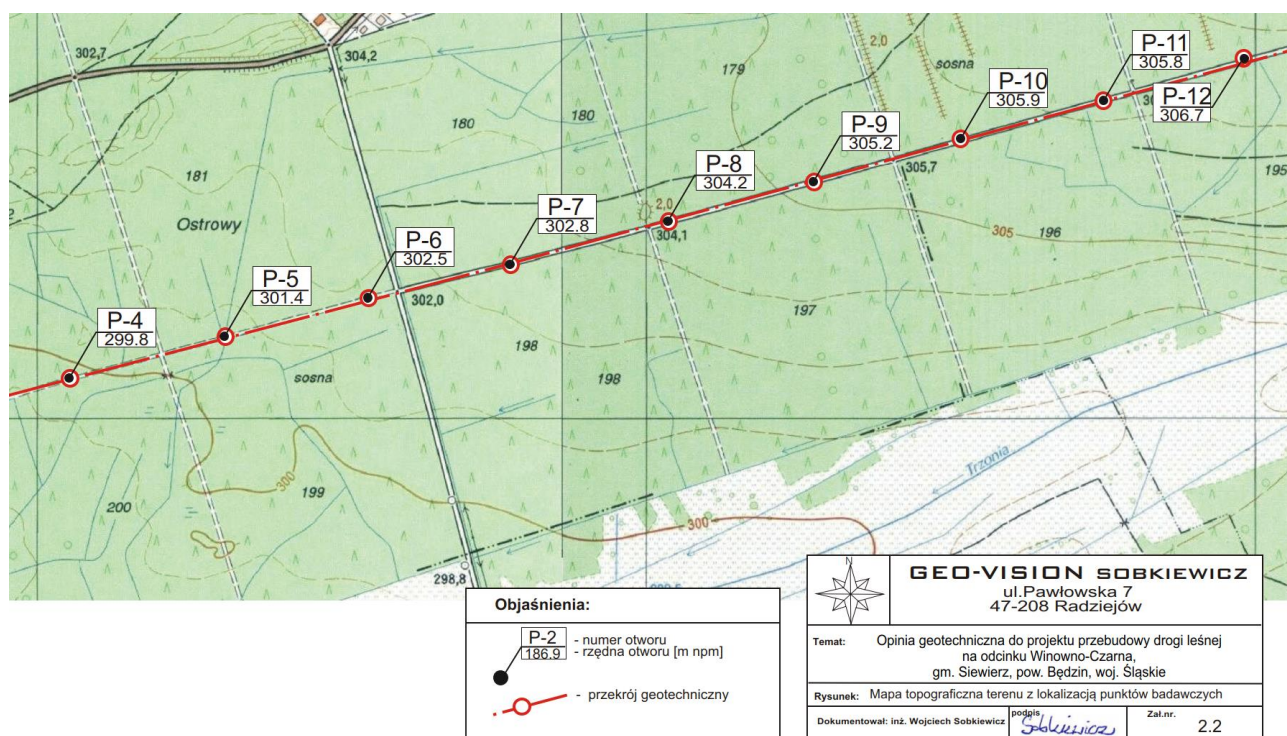 302,7
304,2
179
2,0
sosna
P-11
305.8
P-10
305.9
P-12
306.7
180
180
P-9
305.2
305,7
195
181
P-8
304.2
Ostrowy
P-7
302.8
2,0
304,1
305
196
P-6
302.5
P-5
301.4
302,0
197
P-4
299.8
sosna
198
198
Trzonia
300
199
200
300
298,8
Objaśnienia:
P-2
186.9
- numer otworu
- rzędna otworu [m npm]
- przekrój geotechniczny
N
GEO-VISION SOBKIEWICZ
ul.Pawłowska 7
47-208 Radziejów
Temat: Opinia geotechniczna do projektu przebudowy drogi leśnej
na odcinku Winowno-Czarna,
gm. Siewierz, pow. Będzin, woj. Śląskie
Rysunek: Mapa topograficzna terenu z lokalizacją punktów badawczych
Dokumentował: inż. Wojciech Sobkiewicz
podpis
Sobkiewicz
Zał.nr.
2.2